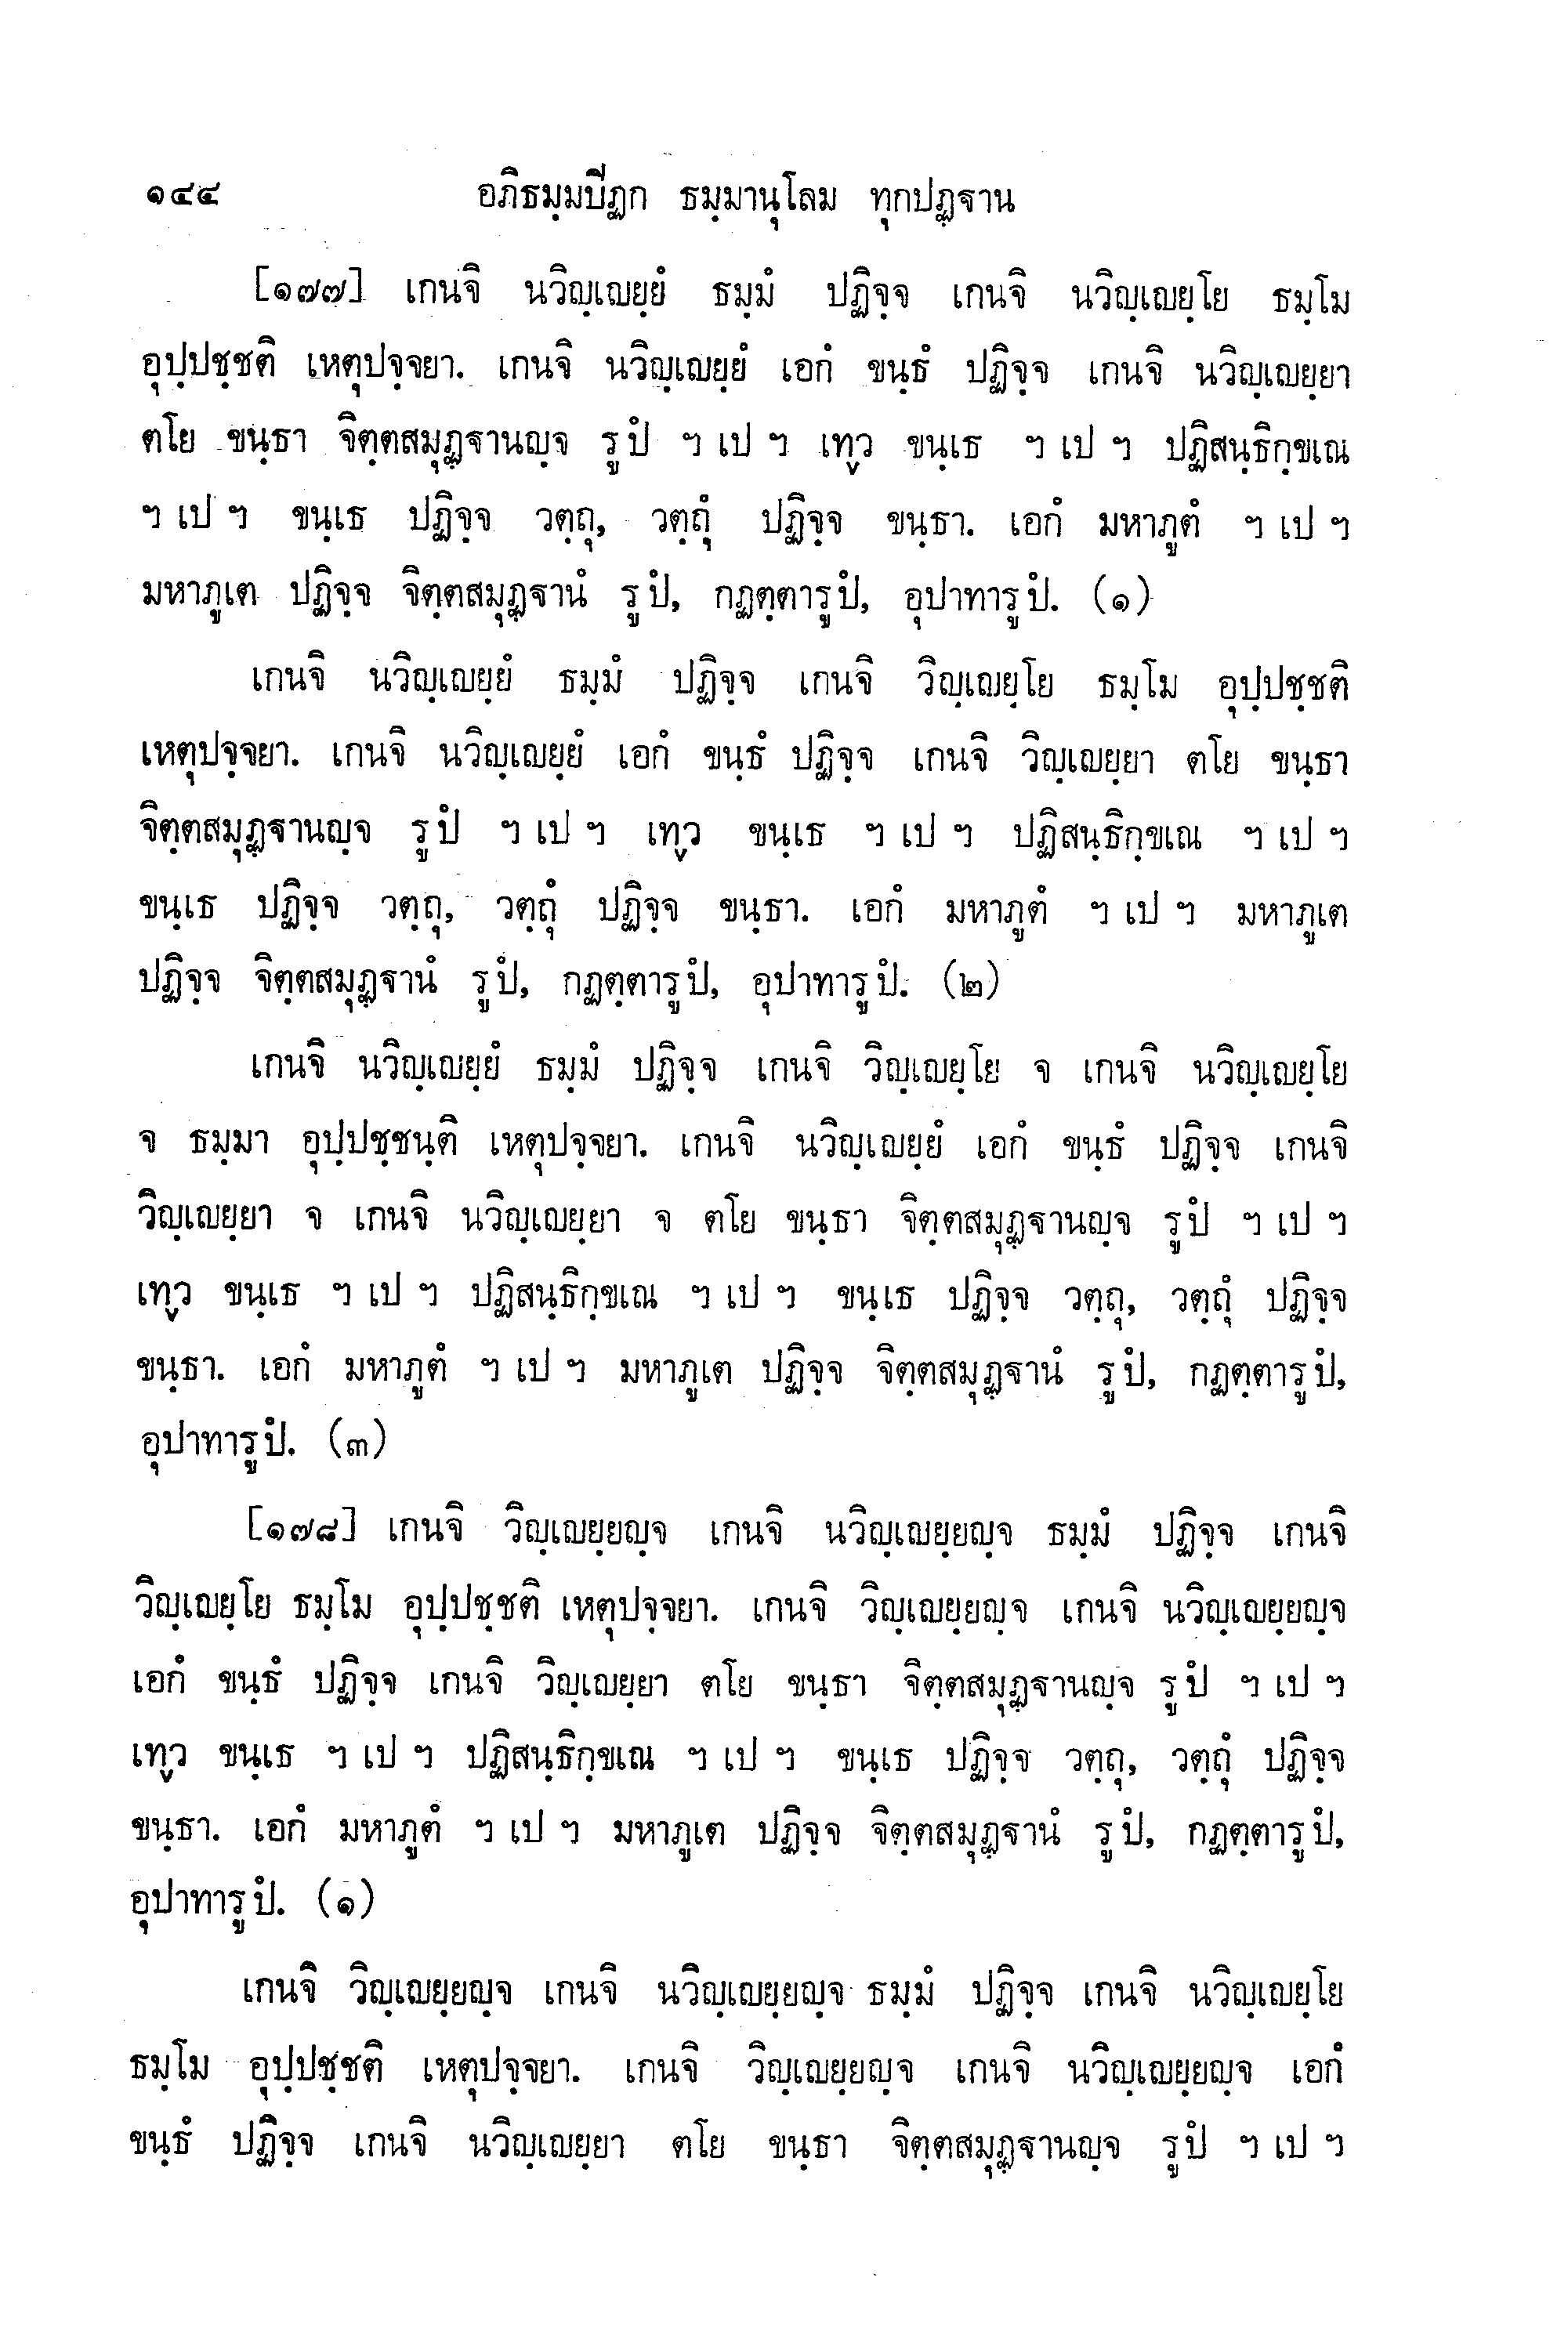 ๑๔๔ อภิธมฺมปีฏก ธมฺมานุโลม ทุกปฏฺฐาน
[๑๗๗] เกนจิ นวิญฺเญยฺยํ ธมฺมํ ปฏิจฺจ เกนจิ นวิญฺเญยฺโย ธมฺโม
อุปฺปชฺชติ เหตุปจฺจยา. เกนจิ นวิญฺเญยฺยํ เอกํ ขนฺธํ ปฏิจฺจ เกนจิ นวิญฺเญยฺยา
ตโย ขนฺธา จิตฺตสมุฏฺฐานญฺจ รูปํ ฯ เป ฯ เทฺว ขนฺเธ ฯ เป ฯ ปฏิสนฺธิกฺขเณ
ฯ เป ฯ ขนฺเธ ปฏิจฺจ วตฺถุ, วตฺถุํ ปฏิจฺจ ขนฺธา. เอกํ มหาภูตํ ฯ เป ฯ
มหาภูเต ปฏิจฺจ จิตฺตสมุฏฺฐานํ รูปํ, กฏตฺตารูปํ, อุปาทารูปํ. (๑)
เกนจิ นวิญฺเญยฺยํ ธมฺมํ ปฏิจฺจ เกนจิ วิญฺเญยฺโย ธมฺโม อุปฺปชฺชติ
เหตุปจฺจยา. เกนจิ นวิญฺเญยฺยํ เอกํ ขนฺธํ ปฏิจฺจ เกนจิ วิญฺเญยฺยา ตโย ขนฺธา
จิตฺตสมุฏฺฐานญฺจ รูปํ ฯ เป ฯ เทฺว ขนฺเธ ฯ เป ฯ ปฏิสนฺธิกฺขเณ ฯ เป ฯ
ขนฺเธ ปฏิจฺจ วตฺถุ, วตฺถุํ ปฏิจฺจ ขนฺธา. เอกํ มหาภูตํ ฯ เป ฯ มหาภูเต
ปฏิจฺจ จิตฺตสมุฏฺฐานํ รูปํ, กฏตฺตารูปํ, อุปาทารูปํ. (๒)
เกนจิ นวิญฺเญยฺยํ ธมฺมํ ปฏิจฺจ เกนจิ วิญฺเญยฺโย จ เกนจิ นวิญฺเญยฺโย
จ ธมฺมา อุปฺปชฺชนฺติ เหตุปจฺจยา. เกนจิ นวิญฺเญยฺยํ เอกํ ขนฺธํ ปฏิจฺจ เกนจิ
วิญฺเญยฺยา จ เกนจิ นวิญฺเญยฺยา จ ตโย ขนฺธา จิตฺตสมุฏฺฐานญฺจ รูปํ ฯ เป ฯ
เทฺว ขนฺเธ ฯ เป ฯ ปฏิสนฺธิกฺขเณ ฯ เป ฯ ขนฺเธ ปฏิจฺจ วตฺถุ, วตฺถุํ ปฏิจฺจ
ขนฺธา. เอกํ มหาภูตํ ฯ เป ฯ มหาภูเต ปฏิจฺจ จิตฺตสมุฏฺฐานํ รูปํ, กฏตฺตารูปํ,
อุปาทารูปํ. (๓)
[๑๗๘] เกนจิ วิญฺเญยฺยญฺจ เกนจิ นวิญฺเญยฺยญฺจ ธมฺมํ ปฏิจฺจ เกนจิ
วิญฺเญยฺโย ธมฺโม อุปฺปชฺชติ เหตุปจฺจยา. เกนจิ วิญฺเญยฺยญฺจ เกนจิ นวิญฺเญยฺยญฺจ
เอกํ ขนฺธํ ปฏิจฺจ เกนจิ วิญฺเญยฺยา ตโย ขนฺธา จิตฺตสมุฏฺฐานญฺจ รูปํ ฯ เป ฯ
เทฺว ขนฺเธ ฯ เป ฯ ปฏิสนฺธิกฺขเณ ฯ เป ฯ ขนฺเธ ปฏิจฺจ วตฺถุ, วตฺถุํ ปฏิจฺจ
ขนฺธา. เอกํ มหาภูตํ ฯ เป ฯ มหาภูเต ปฏิจฺจ จิตฺตสมุฏฺฐานํ รูปํ, กฏตฺตารูปํ,
อุปาทารูปํ. (๑)
เกนจิ วิญฺเญยฺยญฺจ เกนจิ นวิญฺเญยฺยญฺจ ธมฺมํ ปฏิจฺจ เกนจิ นวิญฺเญยฺโย
ธมฺโม อุปฺปชฺชติ เหตุปจฺจยา. เกนจิ วิญฺเญยฺยญฺจ เกนจิ นวิญฺเญยฺยญฺจ เอกํ
ขนฺธํ ปฏิจฺจ เกนจิ นวิญฺเญยฺยา ตโย ขนฺธา จิตฺตสมุฏฺฐานญฺจ รูปํ ฯ เป ฯ